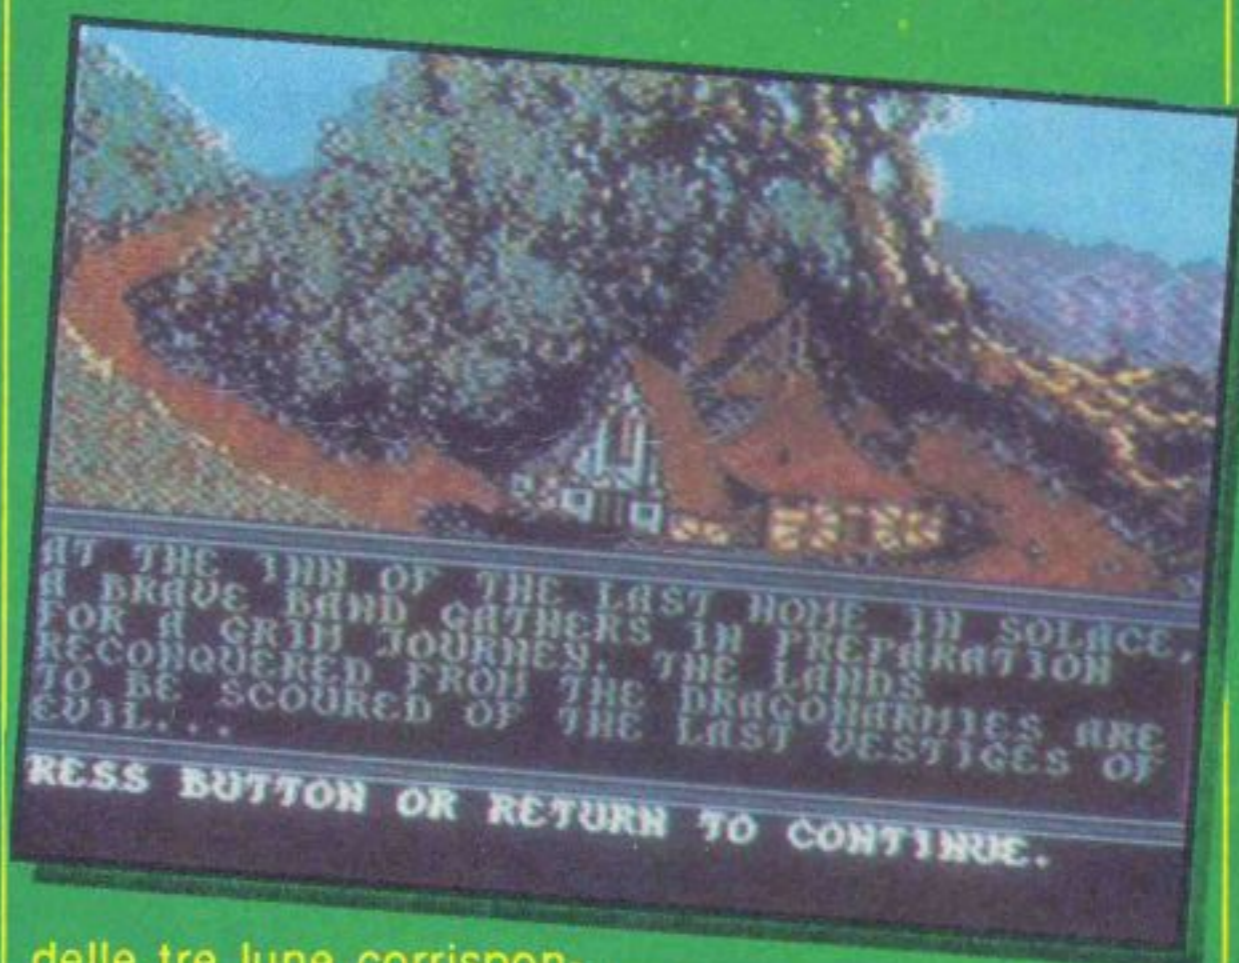 AT THE INN OF THE LAST HOME IN SOLACE,
A BRAVE BAND GATHERS IN PREPARATION
FOR A GRIM JOURNEY. THE LANDS
RECONQUERED FROM THE DRAGONARMIES ARE
TO BE SCOURED OF THE LAST VESTIGES OF
EVIL...
RESS BUTTON OR RETURN TO CONTINUE.
delle tre lune corrispon-